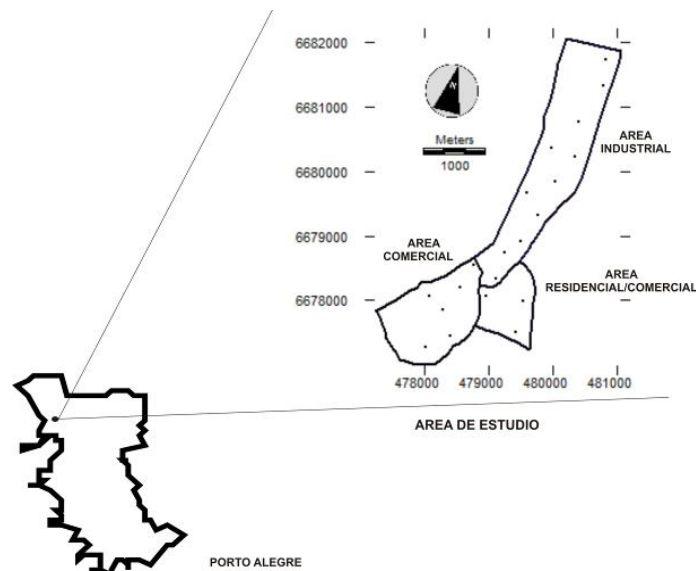 6682000
6681000
6680000
6679000
6678000
N
Meters
1000
AREA
INDUSTRIAL
AREA
COMERCIAL
AREA
RESIDENCIAL/COMERCIAL
478000 479000 480000 481000
AREA DE ESTUDIO
PORTO ALEGRE